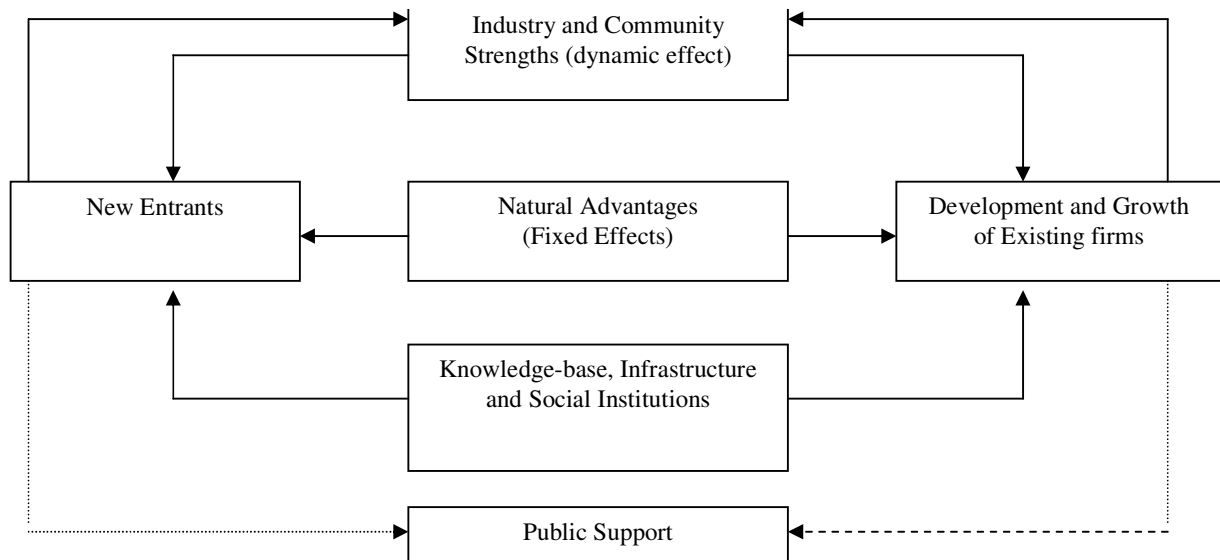 Industry and Community
Strengths (dynamic effect)
New Entrants
Natural Advantages
(Fixed Effects)
Development and Growth
of Existing firms
Knowledge-base, Infrastructure
and Social Institutions
Public Support